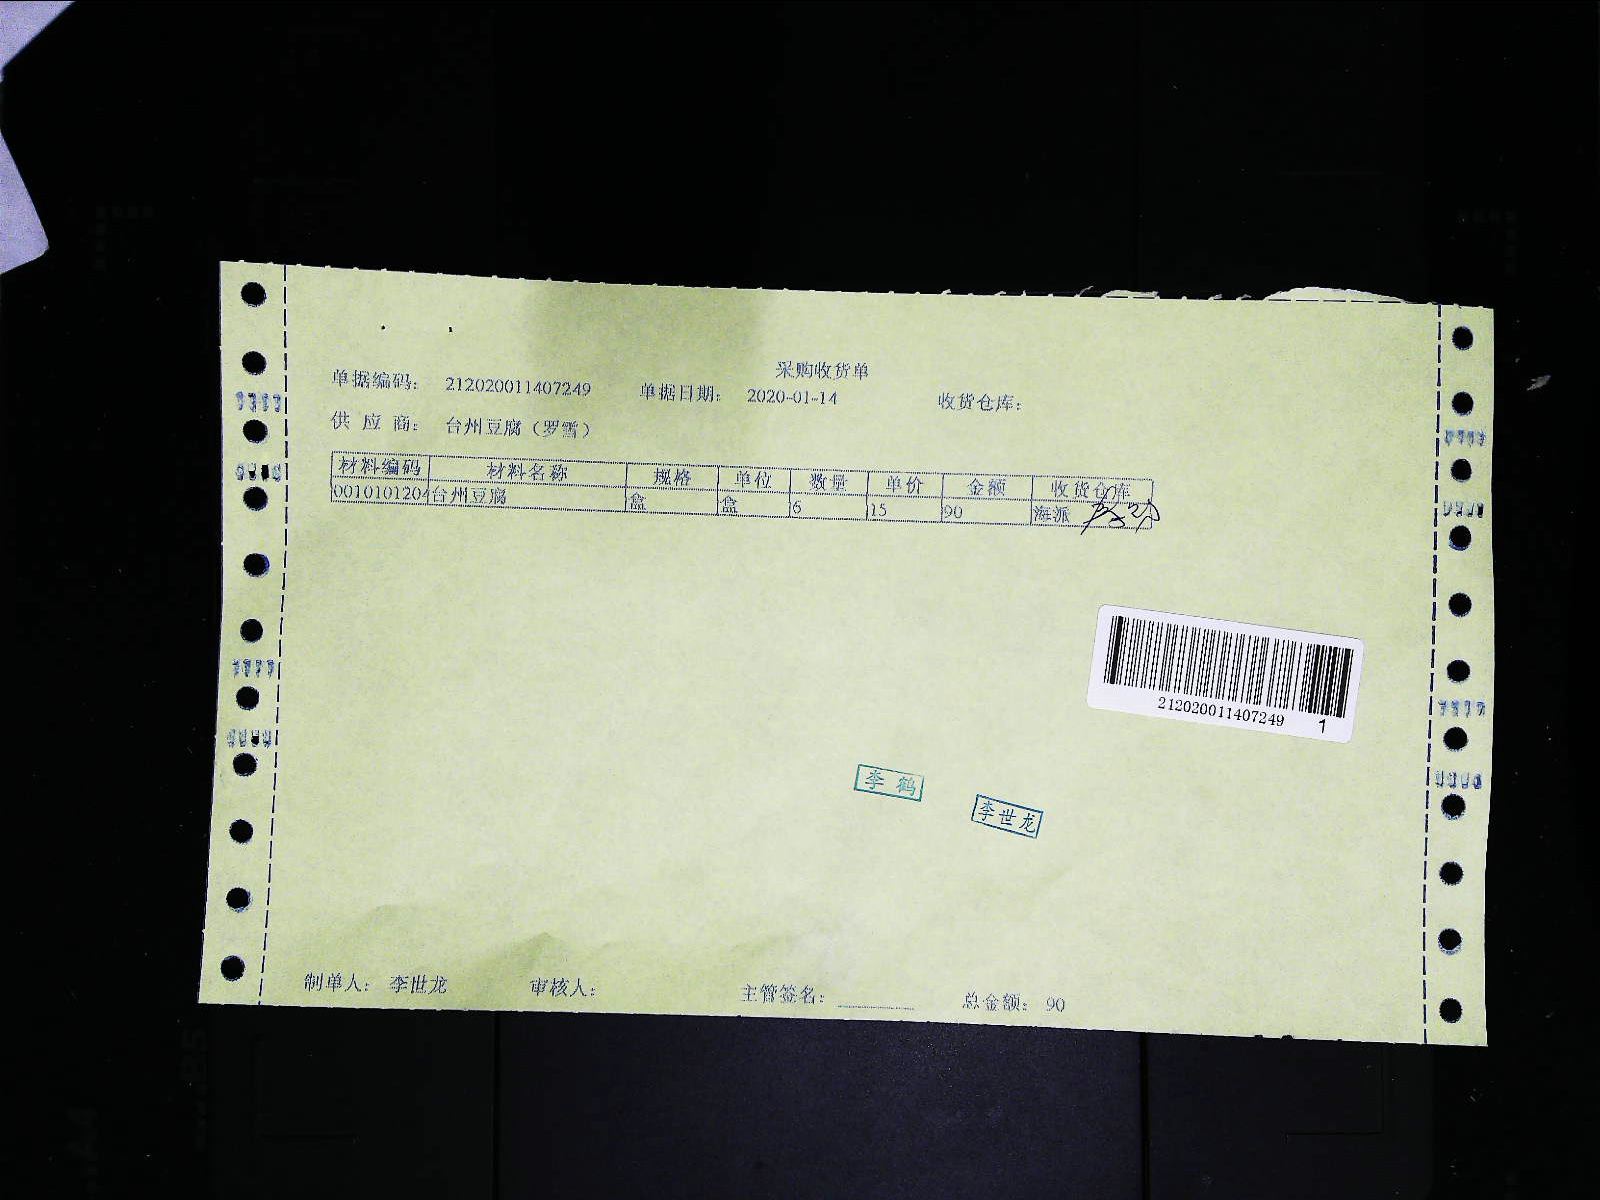 采购收货单
单据编码： 212020011407249 单据日期： 2020-01-14 收货仓库：
供 应 商： 台州豆腐（罗雪）
材料编码 材料名称 规格 单位 数量 单价 金额 收货仓库
0010101204 台州豆腐 盒 盒 6 15 90 海派
212020011407249 1
李 鹤
李世龙
制单人： 李世龙 审核人： 主管签名： 总金额： 90